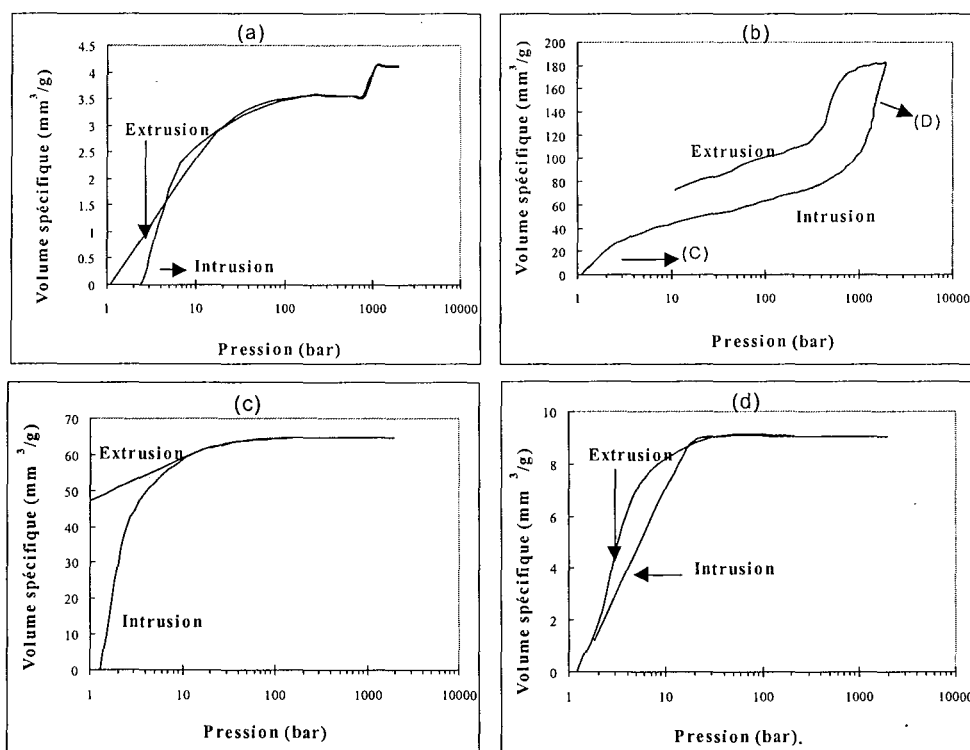 (a)
Volume spécifique (mm³/g)
4.5
4
3.5
3
2.5
2
1.5
1
0.5
0
Extrusion
Intrusion
1
10
100
1000
10000
Pression (bar)
(b)
Volume spécifique (mm³/g)
200
180
160
140
120
100
80
60
40
20
0
(D)
Extrusion
Intrusion
(C)
1
10
100
1000
10000
Pression (bar)
(c)
Volume spécifique (mm³/g)
70
60
50
40
30
20
10
0
Extrusion
Intrusion
1
10
100
1000
10000
Pression (bar)
(d)
Volume spécifique (mm³/g)
10
8
6
4
2
0
Extrusion
Intrusion
1
10
100
1000
10000
Pression (bar).